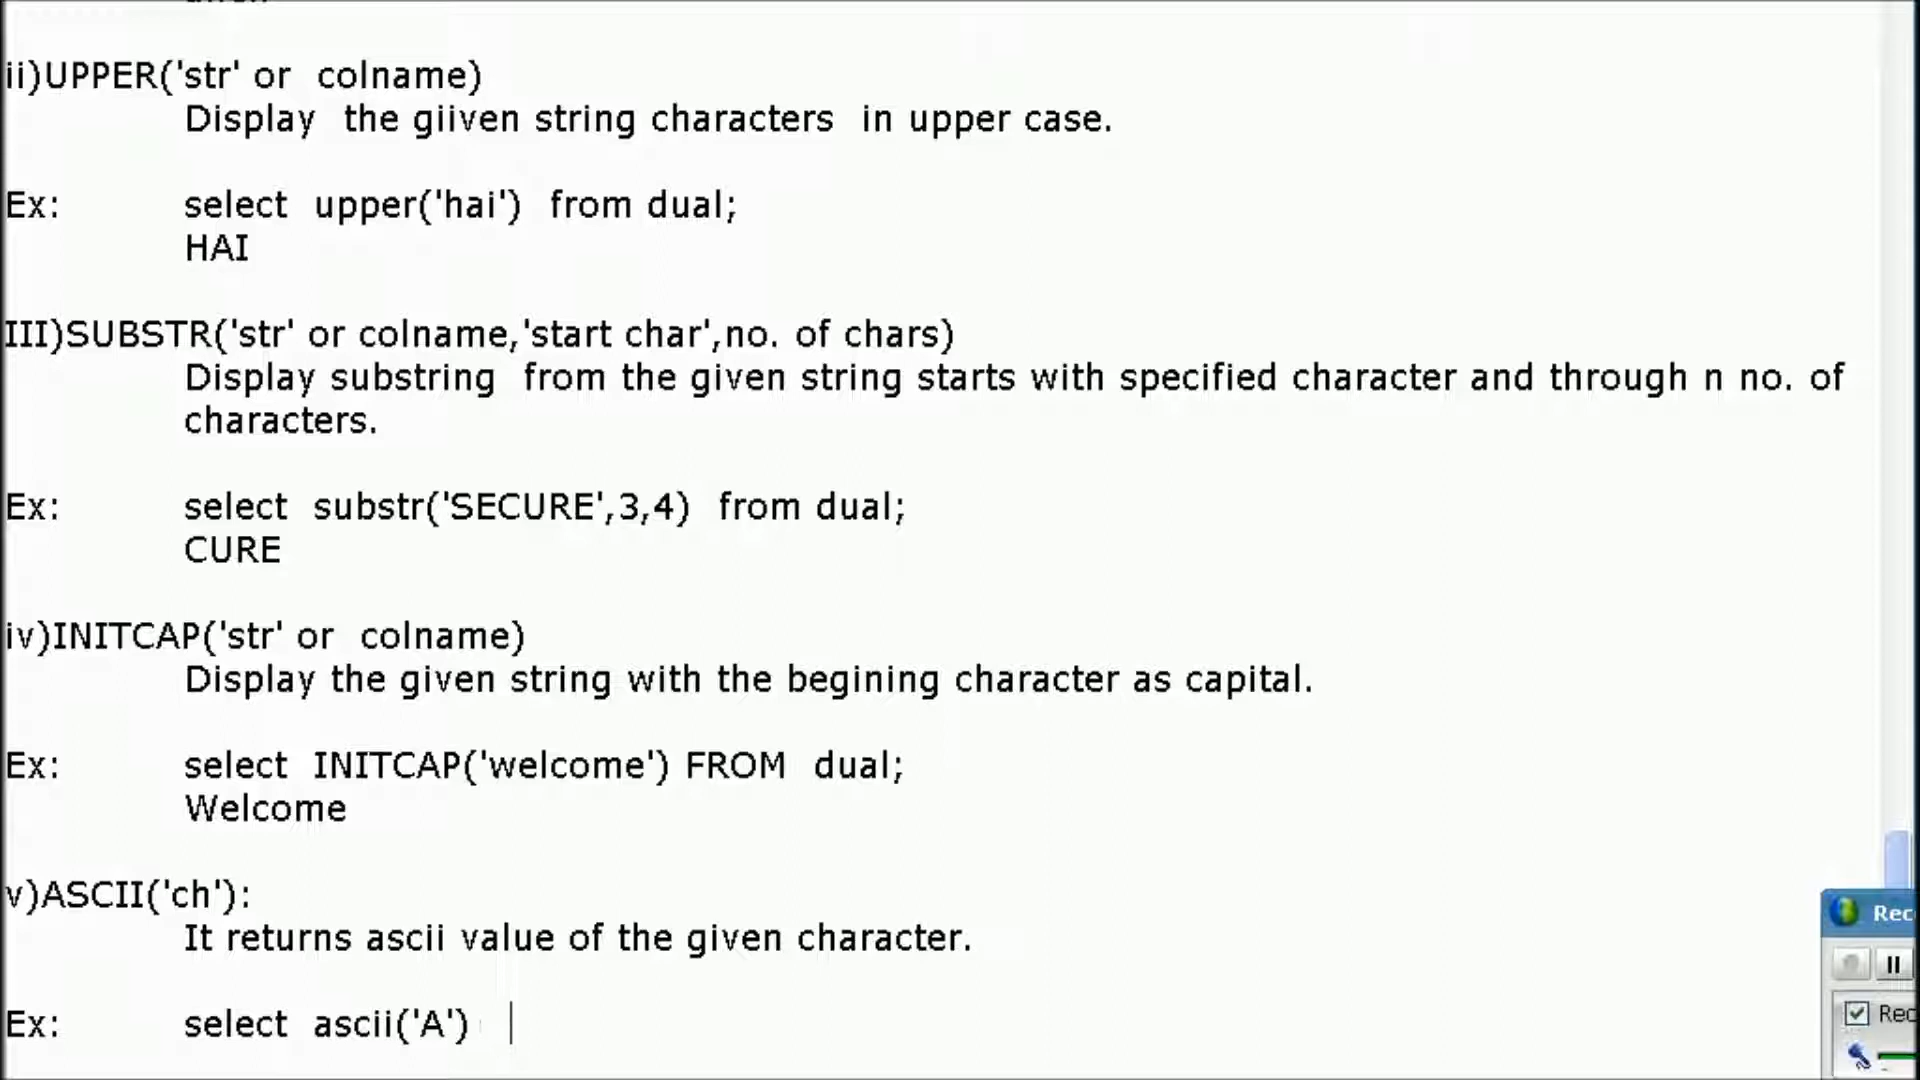 ii)UPPER('str' or colname)
Display the giiven string characters in upper case.
Ex: select upper('hai') from dual;
HAI
III)SUBSTR('str' or colname,'start char',no. of chars)
Display substring from the given string starts with specified character and through n no. of
characters.
Ex: select substr('SECURE',3,4) from dual;
CURE
iv)INITCAP('str' or colname)
Display the given string with the begining character as capital.
Ex: select INITCAP('welcome') FROM dual;
Welcome
v)ASCII('ch'):
It returns ascii value of the given character.
Ex: select ascii('A')
Rec
Rec